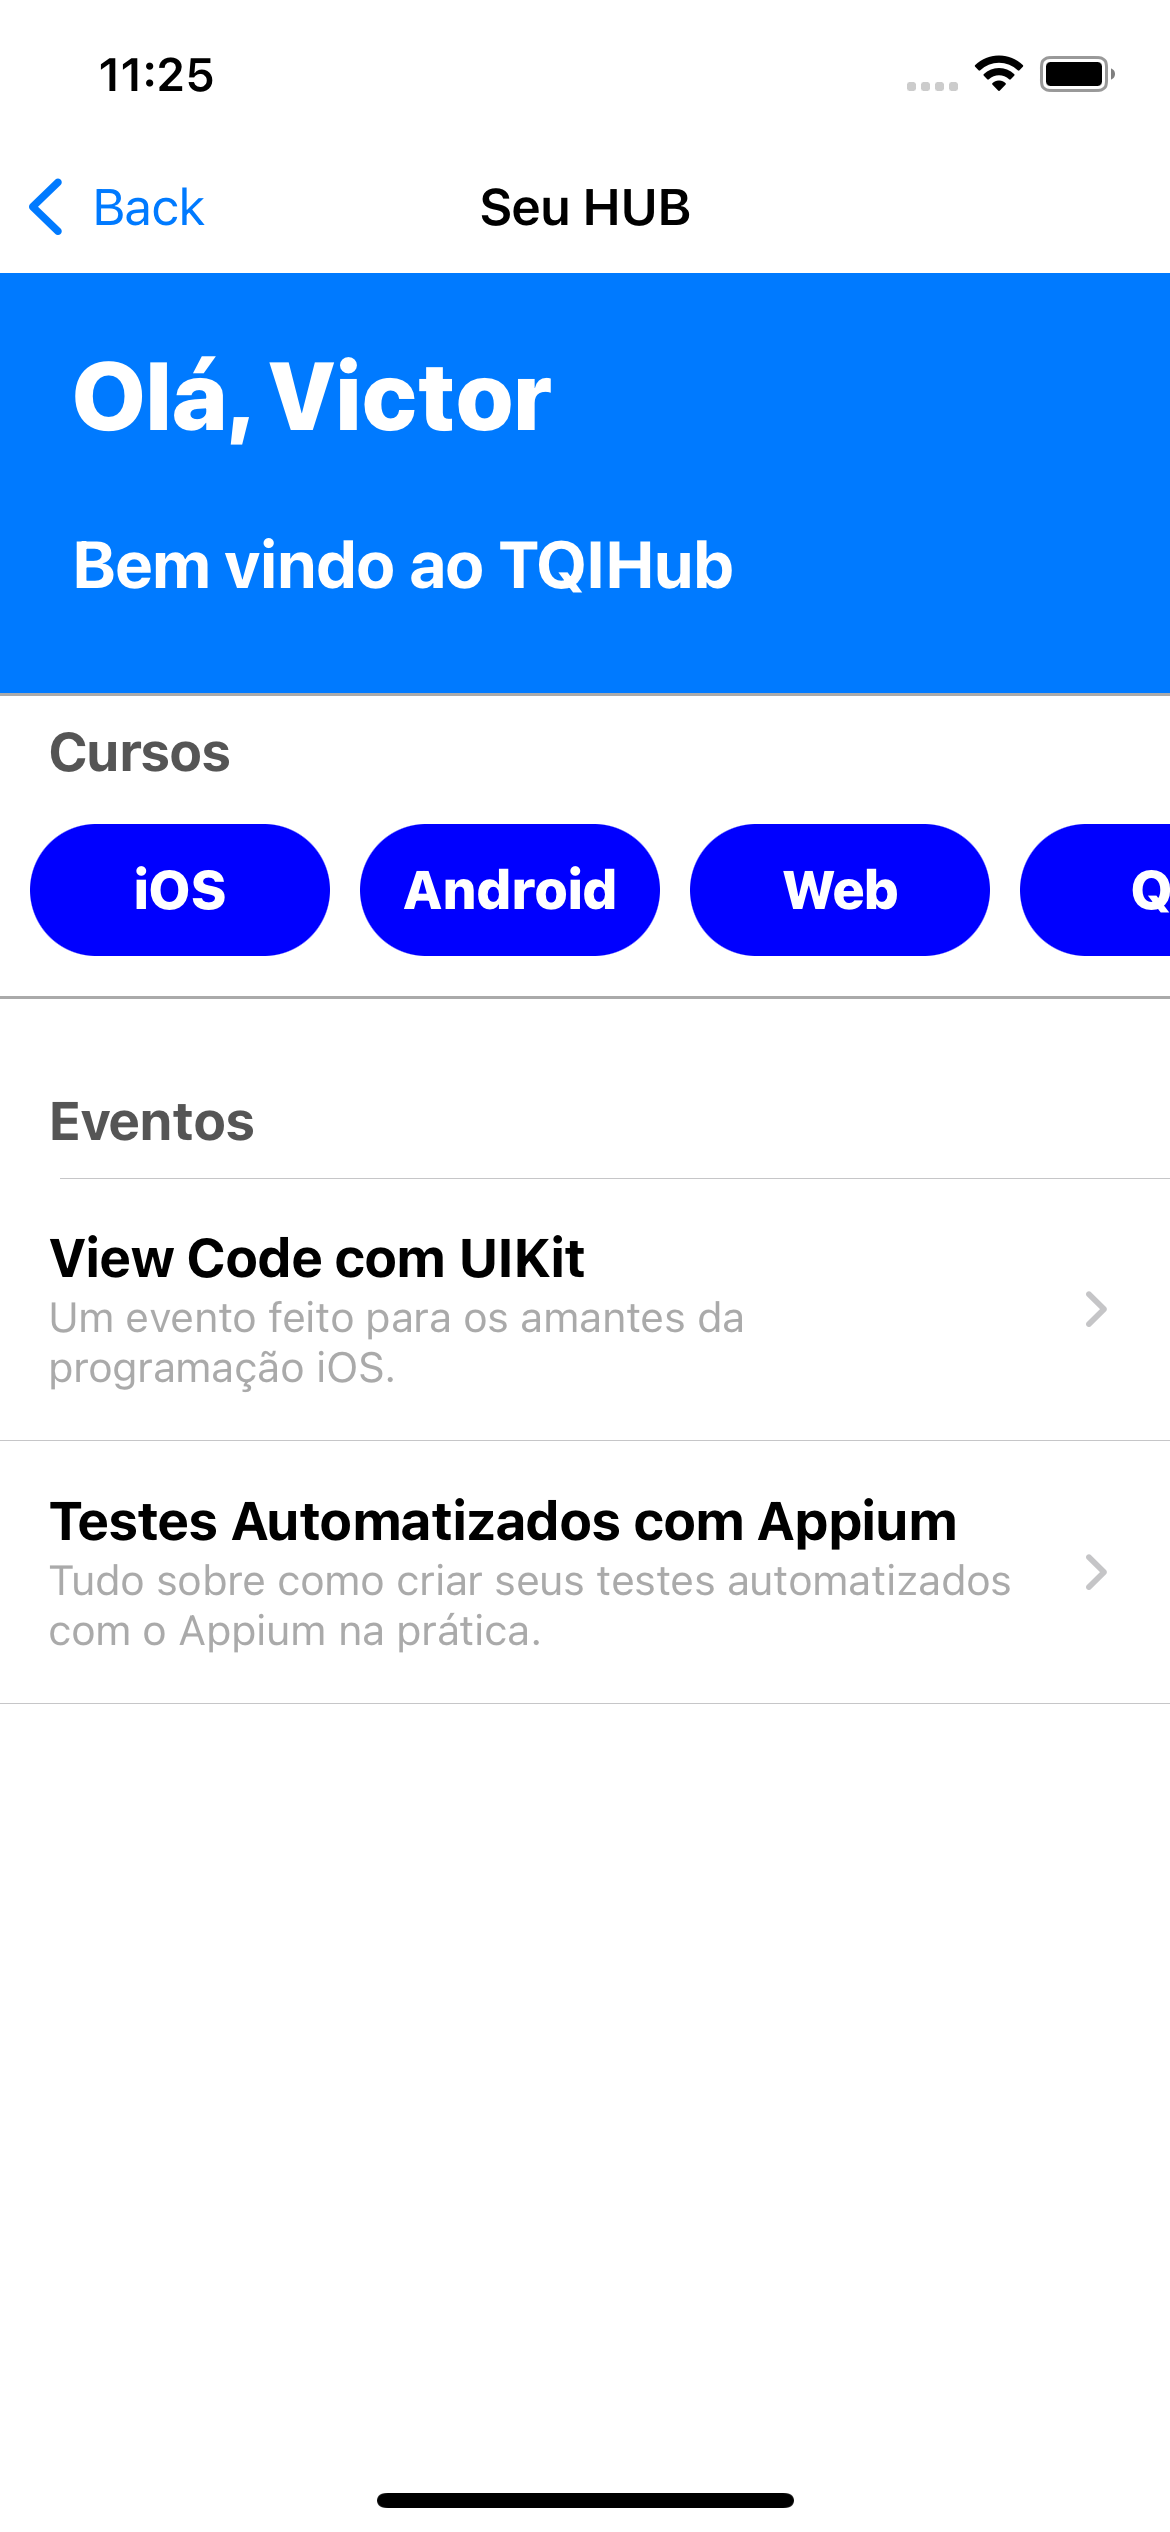 11:25
Back
Seu HUB
Olá, Victor
Bem vindo ao TQIHub
Cursos
iOS Android Web Q
Eventos
View Code com UIKit
Um evento feito para os amantes da
programação iOS.
Testes Automatizados com Appium
Tudo sobre como criar seus testes automatizados
com o Appium na prática.